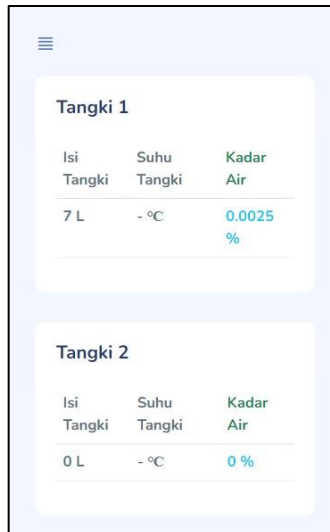 Tangki 1
Isi Tangki Suhu Tangki Kadar Air
7 L - °C 0.0025 %
Tangki 2
Isi Tangki Suhu Tangki Kadar Air
0 L - °C 0 %